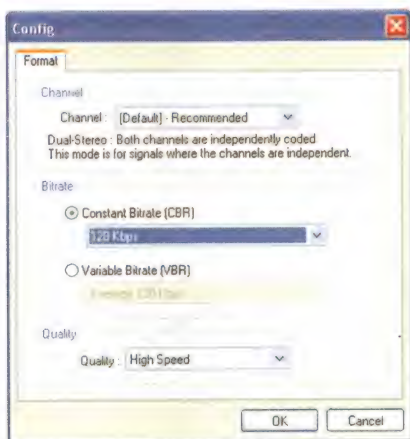 Config
Format
Channel
Channel : [Default] - Recommended
Dual-Stereo : Both channels are independently coded
This mode is for signals where the channels are independent.
Bitrate
Constant Bitrate (CBR)
128 Kbps
Variable Bitrate (VBR)
Quality
Quality : High Speed
OK
Cancel